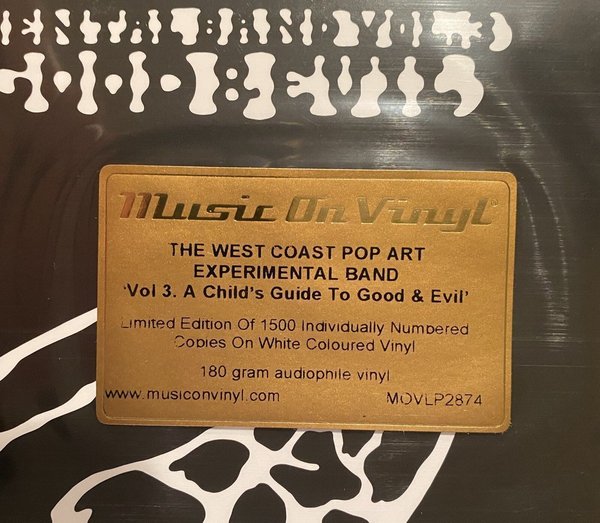 Music On Vinyl®
THE WEST COAST POP ART
EXPERIMENTAL BAND
'Vol 3. A Child's Guide To Good & Evil'
Limited Edition Of 1500 Individually Numbered
Copies On White Coloured Vinyl
180 gram audiophile vinyl
www.musiconvinyl.com MOVLP2874